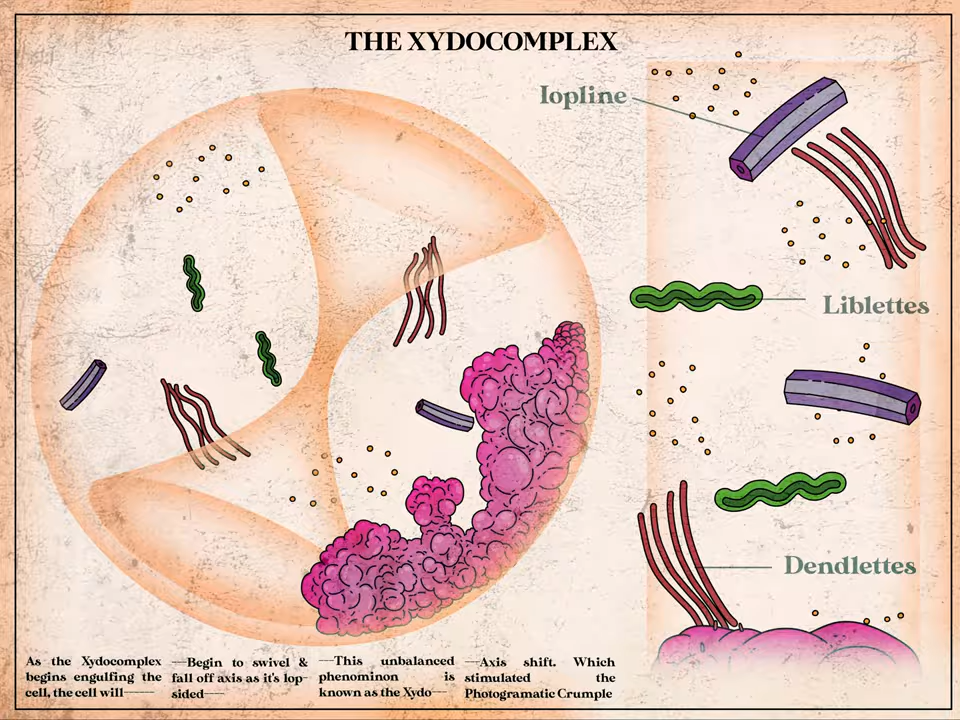 THE XYDOCOMPLEX
Iopline
Liblettes
Dendlettes
As the Xydocomplex
begins engulfing the
cell, the cell will——
—Begin to swivel &
fall off axis as it's lop-
sided——
—This unbalanced
phenominon is
known as the Xydo—
—Axis shift. Which
stimulated the
Photogramatic Crumple